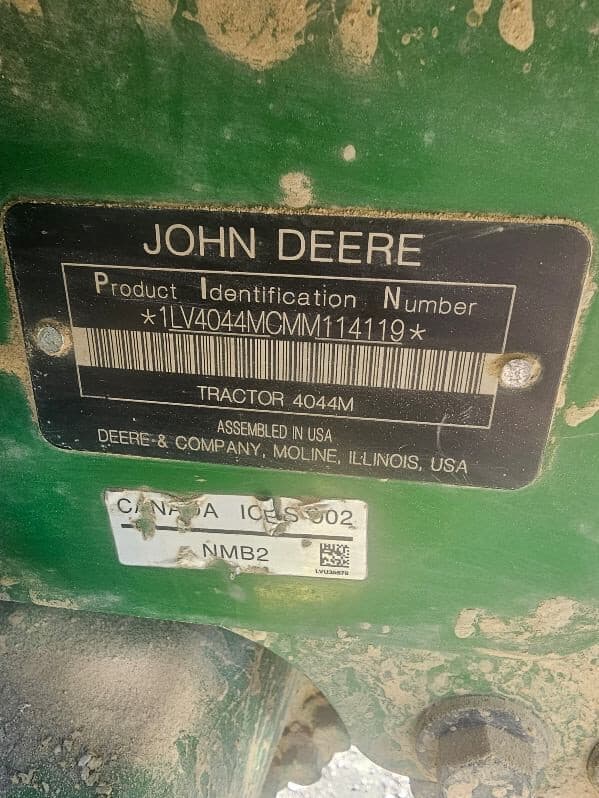 JOHN DEERE
Product Identification Number
*1LV4044MCMM114119*
TRACTOR 4044M
ASSEMBLED IN USA
DEERE & COMPANY, MOLINE, ILLINOIS, USA
CANADA ICES-002
NMB2